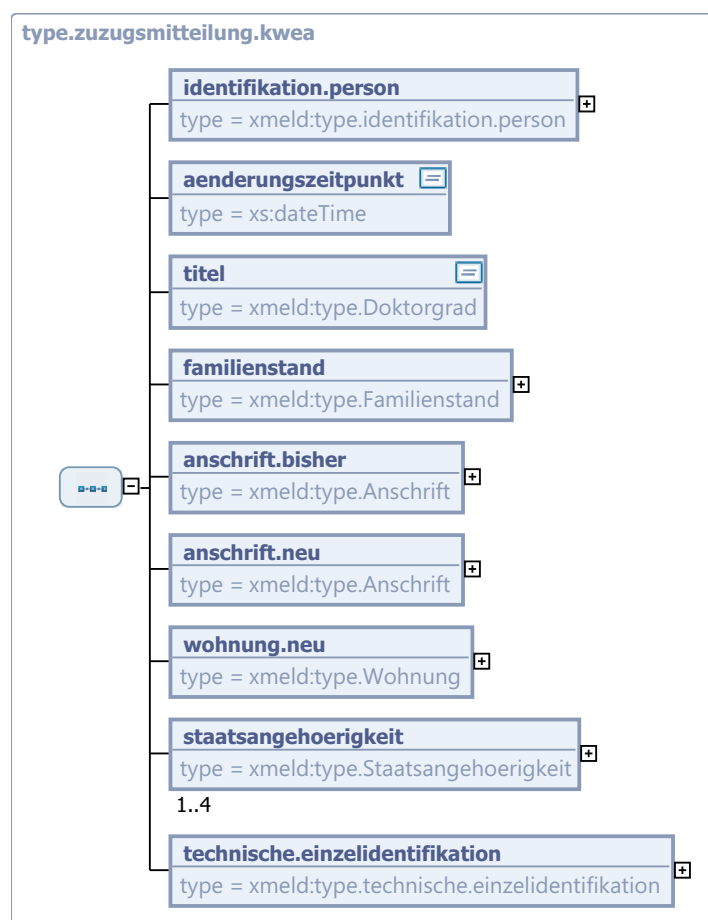 type.zuzugsmitteilung.kwea
identifikation.person
type = xmeld:type.identifikation.person
aenderungszeitpunkt
type = xs:dateTime
titel
type = xmeld:type.Doktorgrad
familienstand
type = xmeld:type.Familienstand
anschrift.bisher
type = xmeld:type.Anschrift
anschrift.neu
type = xmeld:type.Anschrift
wohnung.neu
type = xmeld:type.Wohnung
staatsangehoerigkeit
type = xmeld:type.Staatsangehoerigkeit
1..4
technische.einzelidentifikation
type = xmeld:type.technische.einzelidentifikation